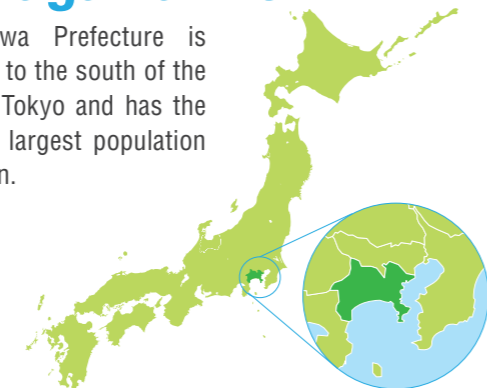 wa Prefecture is
to the south of the
Tokyo and has the
largest population
n.